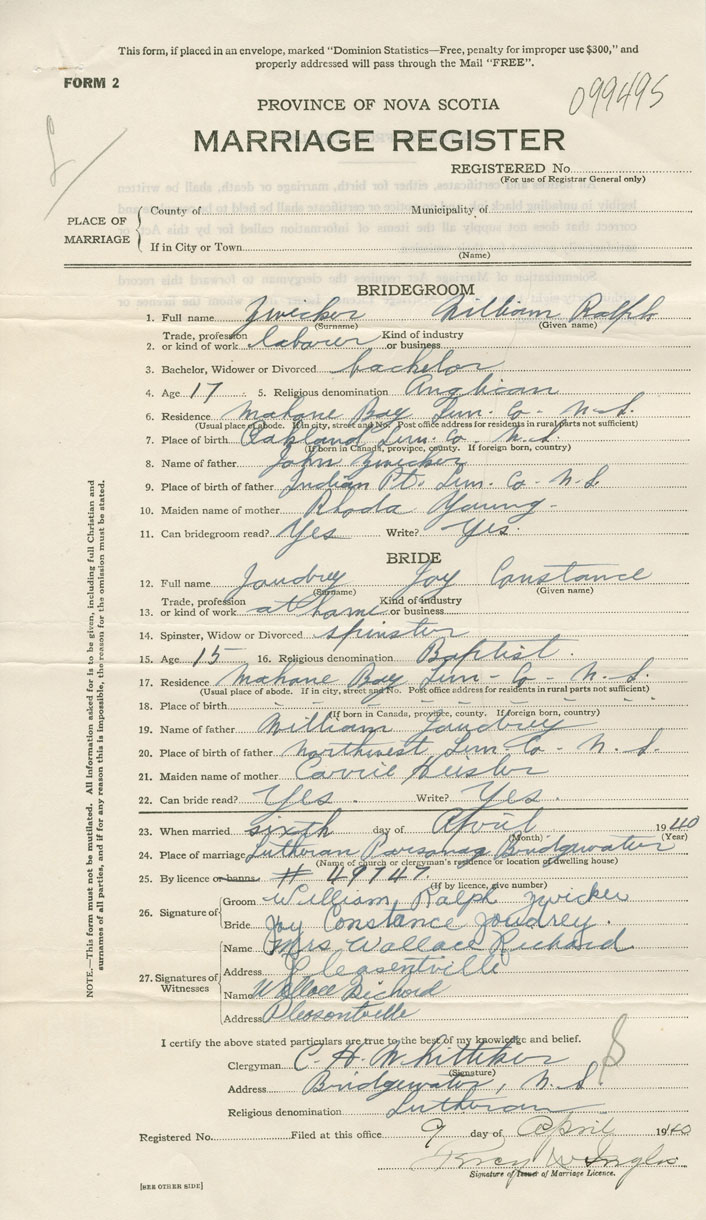 This form, if placed in an envelope, marked "Dominion Statistics—Free, penalty for improper use $300," and
properly addressed will pass through the Mail "FREE".
FORM 2
099495
PROVINCE OF NOVA SCOTIA
MARRIAGE REGISTER
REGISTERED No.
(For use of Registrar General only)
PLACE OF MARRIAGE
County of Municipality of
If in City or Town
(Name)
BRIDEGROOM
1. Full name Zwicker William Ralph
(Surname) (Given name)
2. Trade, profession or kind of work laborer Kind of industry or business
3. Bachelor, Widower or Divorced bachelor
4. Age 17 5. Religious denomination Anglican
6. Residence Mahone Bay Lun. Co. N.S.
(Usual place of abode. If in city, street and No. Post office address for residents in rural parts not sufficient)
7. Place of birth Oakland Lun. Co. N.S.
(If born in Canada, province, county. If foreign born, country)
8. Name of father John Zwicker
9. Place of birth of father Indian Pt. Lun. Co. N.S.
10. Maiden name of mother Rhoda Young
11. Can bridegroom read? Yes Write? Yes.
BRIDE
12. Full name Joudrey Joy Constance
(Surname) (Given name)
13. Trade, profession or kind of work at home Kind of industry or business
14. Spinster, Widow or Divorced spinster
15. Age 15 16. Religious denomination Baptist.
17. Residence Mahone Bay Lun. Co. N.S.
(Usual place of abode. If in city, street and No. Post office address for residents in rural parts not sufficient)
18. Place of birth " " " " "
(If born in Canada, province, county. If foreign born, country)
19. Name of father William Joudrey
20. Place of birth of father Northwest Lun. Co. N.S.
21. Maiden name of mother Carrie Heisler
22. Can bride read? Yes. Write? Yes.
23. When married sixth day of April 1940
(Month) (Year)
24. Place of marriage Lutheran Parsonag Bridgewater
(Name of church or clergyman's residence or location of dwelling house)
25. By licence or banns # 49747
(If by licence, give number)
26. Signature of
Groom William Ralph Zwicker
Bride Joy Constance Joudrey.
27. Signatures of Witnesses
Name Mrs Wallace Richard
Address Pleasentville
Name Wallace Richard
Address Pleasontville
I certify the above stated particulars are true to the best of my knowledge and belief.
Clergyman C. H. Whitteker
(Signature)
Address Bridgewater, N.S.
Religious denomination Lutheran
Registered No. Filed at this office 9 day of April 1940
Signature of Issuer of Marriage Licence.
[SEE OTHER SIDE]
NOTE.—This form must not be mutilated. All information asked for is to be given, including full Christian and
surnames of all parties, and if for any reason this is impossible, the reason for the omission must be stated.